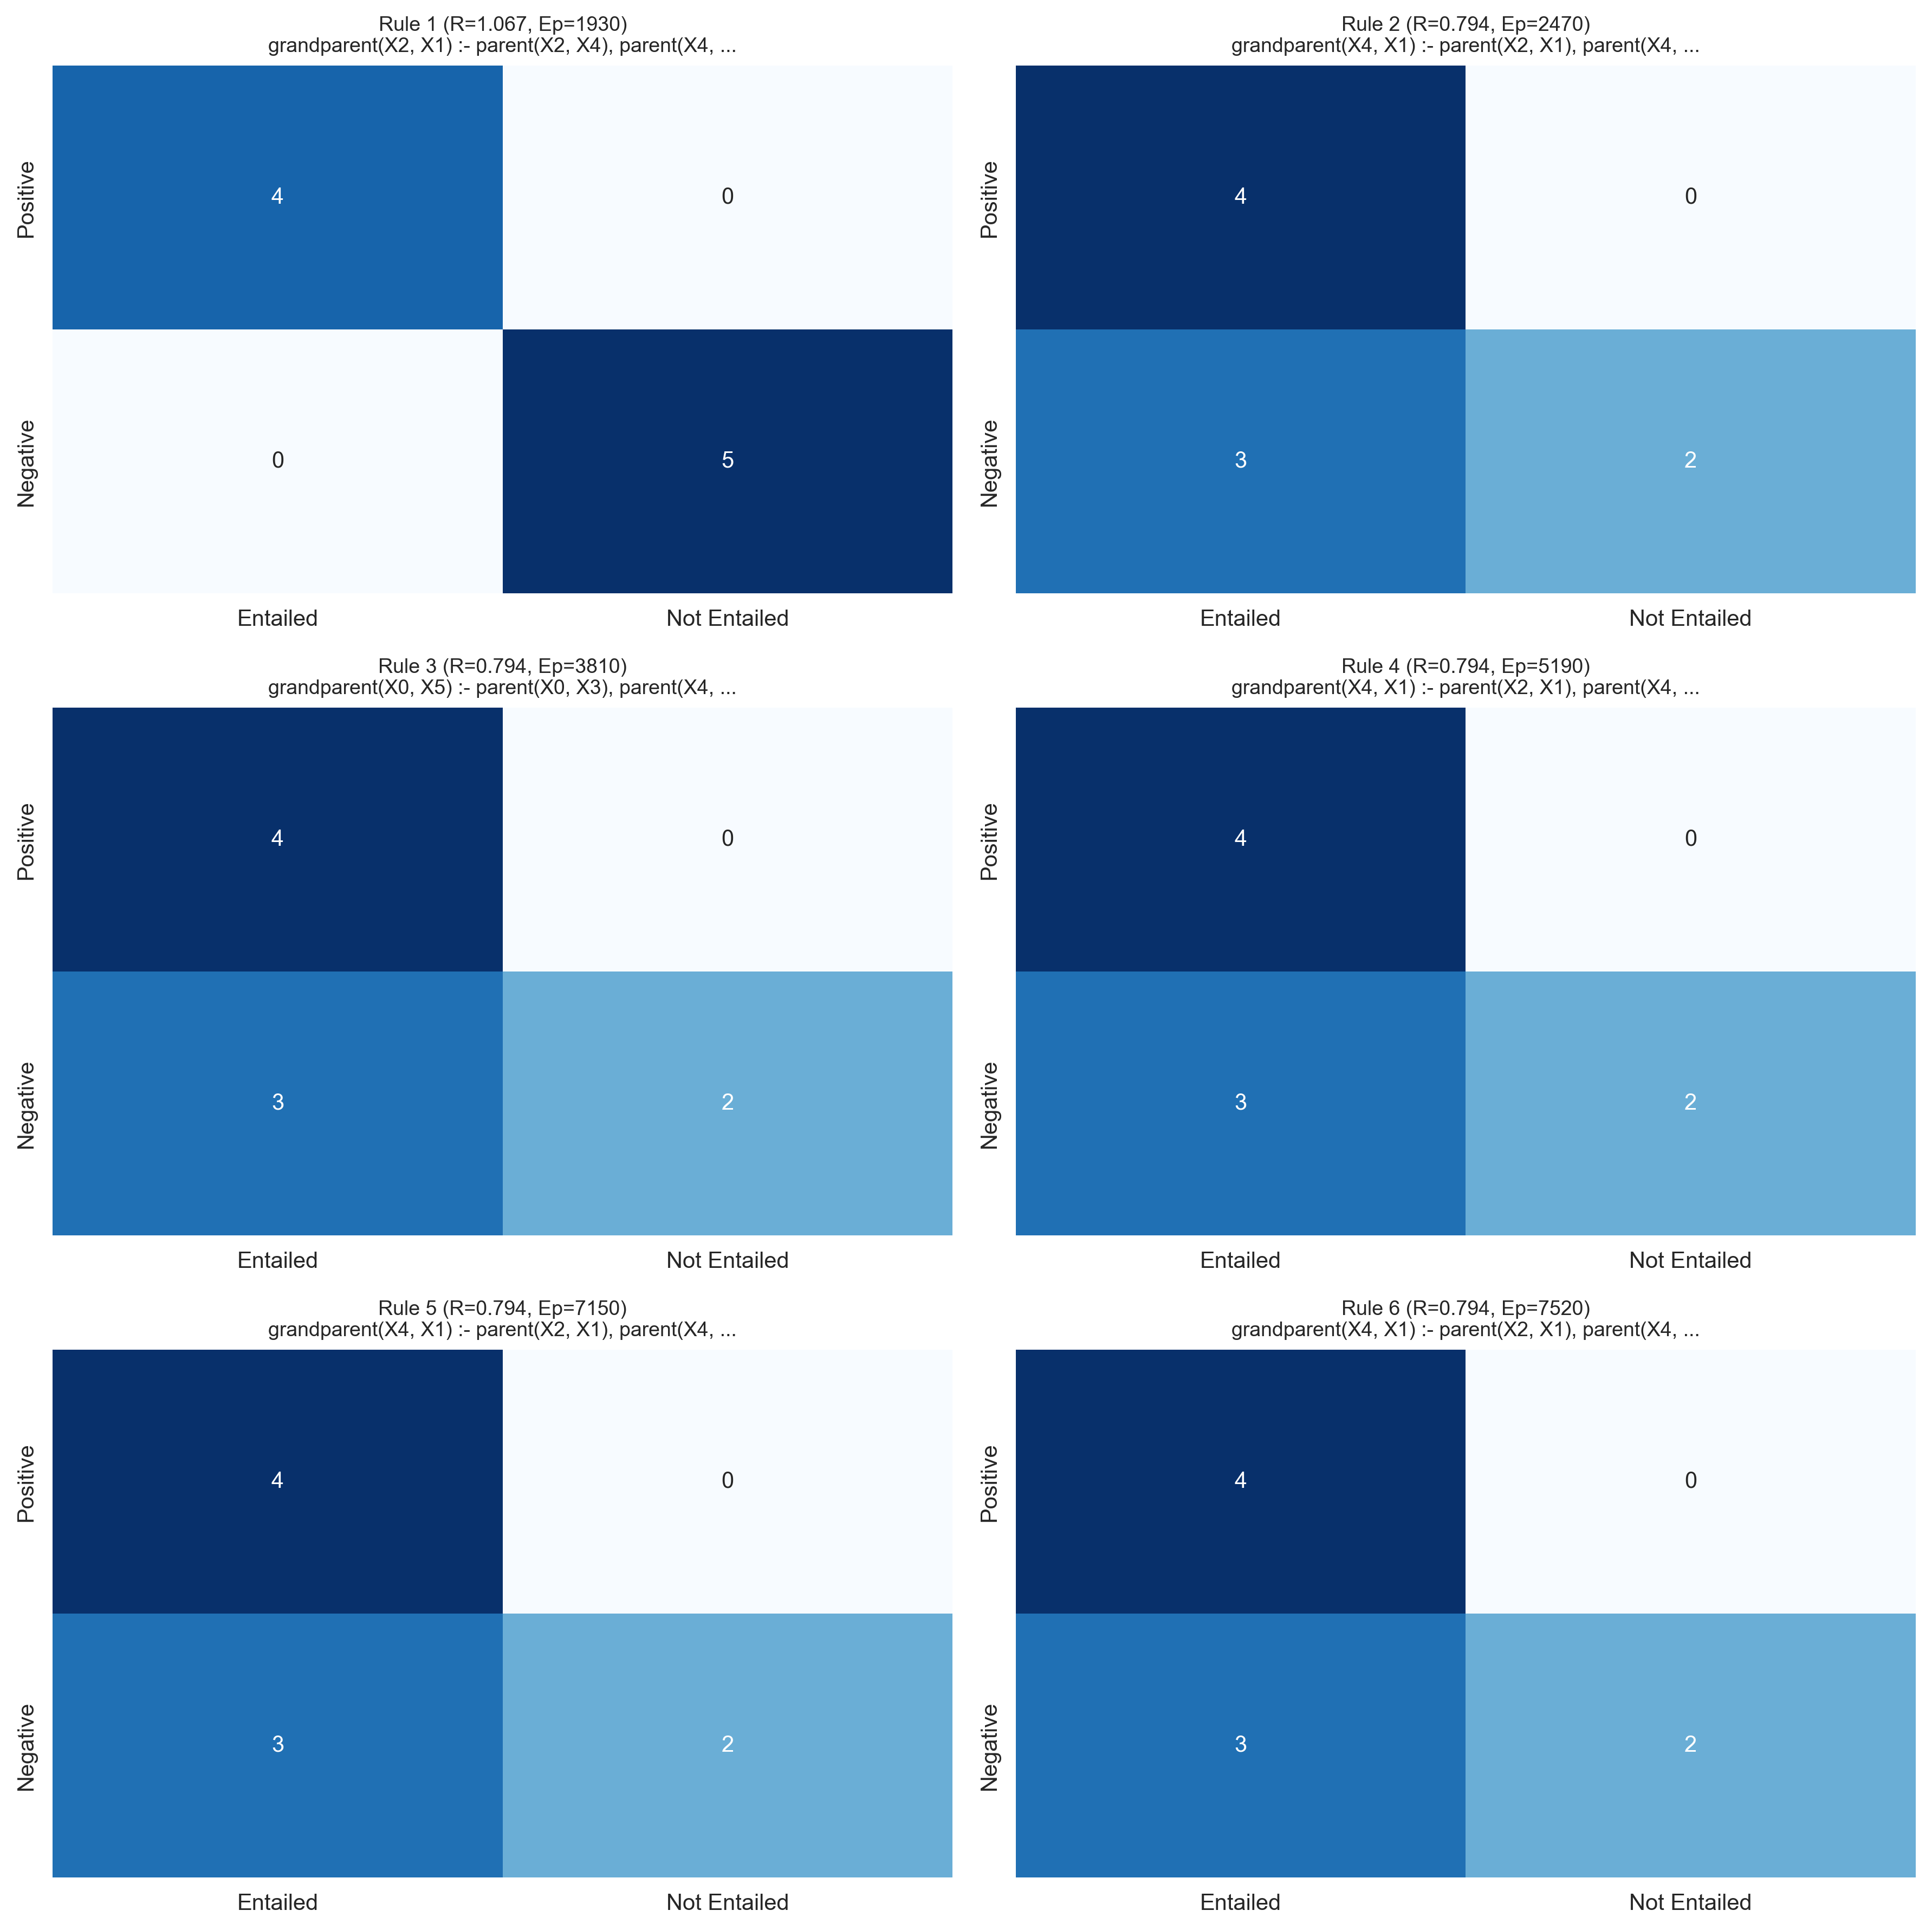 Rule 1 (R=1.067, Ep=1930)
grandparent(X2, X1) :- parent(X2, X4), parent(X4, ...
Positive
4
0
Negative
0
5
Entailed
Not Entailed
Rule 2 (R=0.794, Ep=2470)
grandparent(X4, X1) :- parent(X2, X1), parent(X4, ...
Positive
4
0
Negative
3
2
Entailed
Not Entailed
Rule 3 (R=0.794, Ep=3810)
grandparent(X0, X5) :- parent(X0, X3), parent(X4, ...
Positive
4
0
Negative
3
2
Entailed
Not Entailed
Rule 4 (R=0.794, Ep=5190)
grandparent(X4, X1) :- parent(X2, X1), parent(X4, ...
Positive
4
0
Negative
3
2
Entailed
Not Entailed
Rule 5 (R=0.794, Ep=7150)
grandparent(X4, X1) :- parent(X2, X1), parent(X4, ...
Positive
4
0
Negative
3
2
Entailed
Not Entailed
Rule 6 (R=0.794, Ep=7520)
grandparent(X4, X1) :- parent(X2, X1), parent(X4, ...
Positive
4
0
Negative
3
2
Entailed
Not Entailed